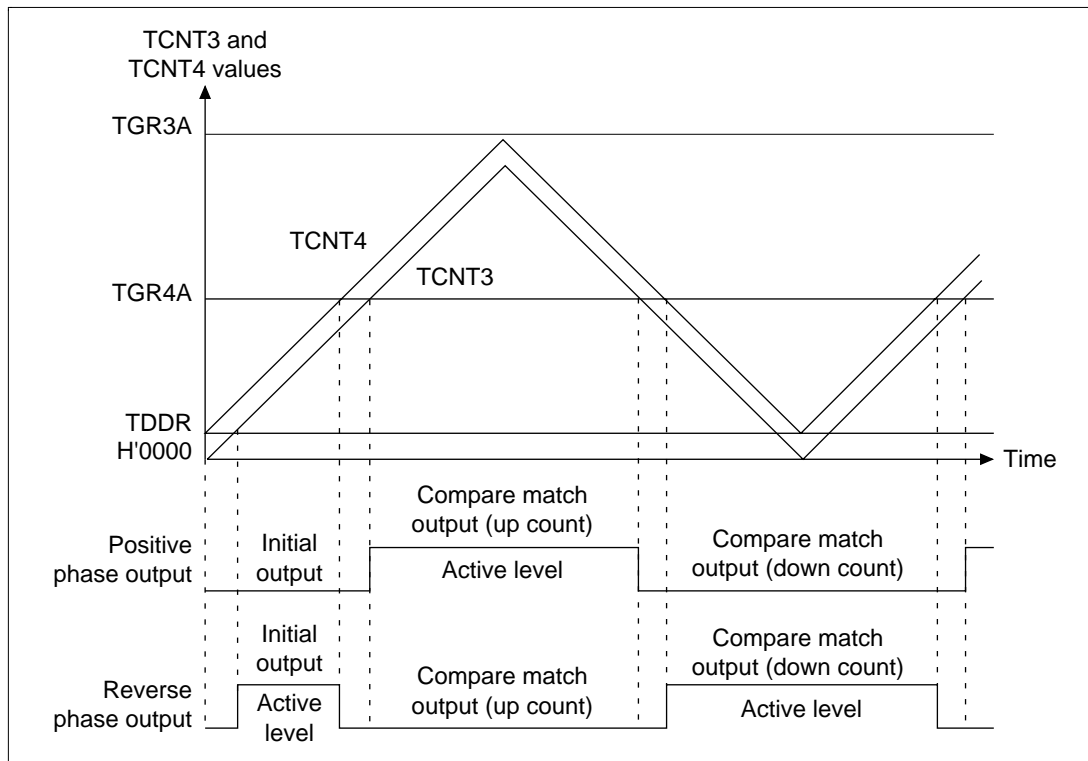 TCNT3 and
TCNT4 values
TGR3A
TCNT4
TCNT3
TGR4A
TDDR
H'0000
Time
Compare match
output (up count)
Positive
phase output
Initial
output
Active level
Compare match
output (down count)
Initial
output
Compare match
output (down count)
Reverse
phase output
Active
level
Compare match
output (up count)
Active level